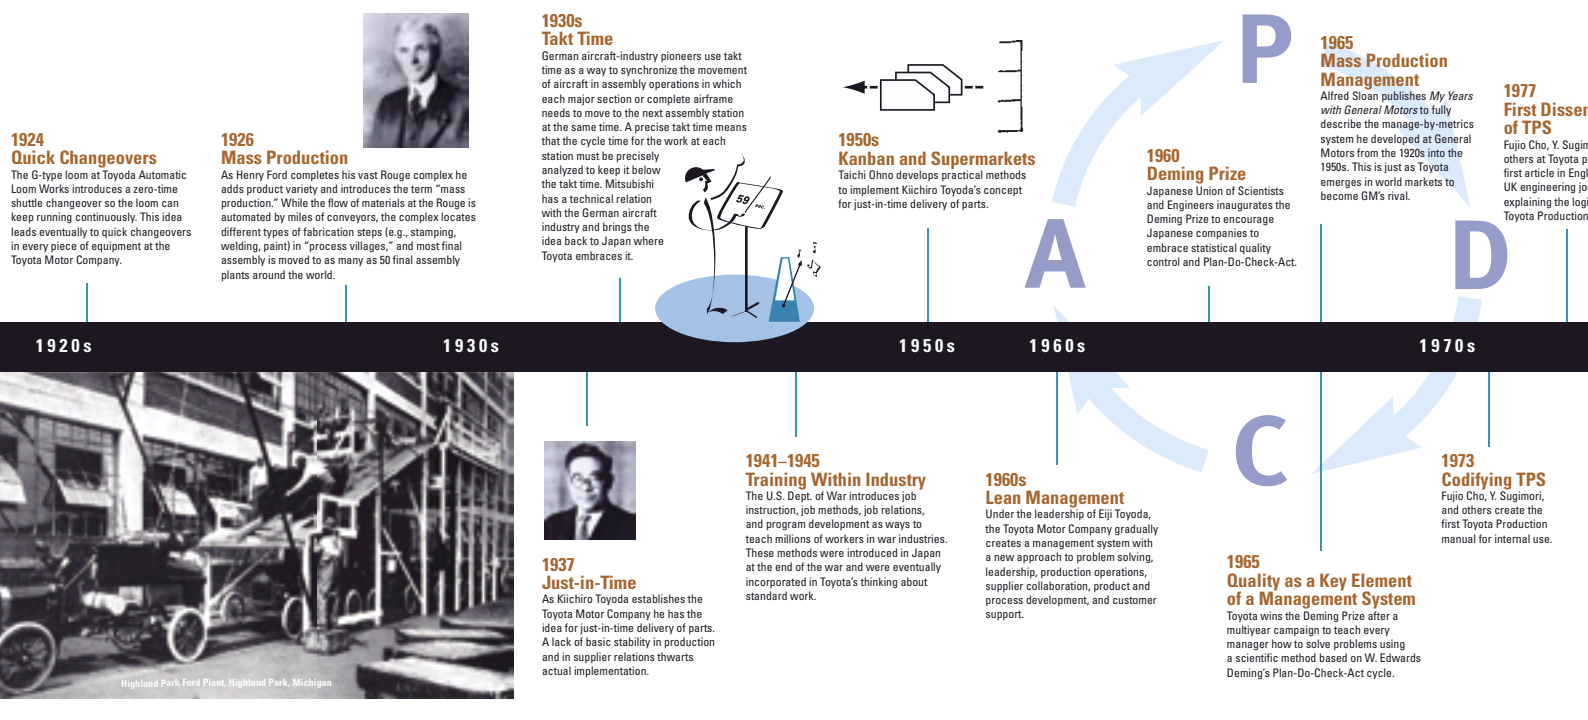 1924
Quick Changeovers
The G-type loom at Toyoda Automatic
Loom Works introduces a zero-time
shuttle changeover so the loom can
keep running continuously. This idea
leads eventually to quick changeovers
in every piece of equipment at the
Toyota Motor Company.
1926
Mass Production
As Henry Ford completes his vast Rouge complex he
adds product variety and introduces the term “mass
production.” While the flow of materials at the Rouge is
automated by miles of conveyors, the complex locates
different types of fabrication steps (e.g., stamping,
welding, paint) in “process villages,” and most final
assembly is moved to as many as 50 final assembly
plants around the world.
1930s
Takt Time
German aircraft-industry pioneers use takt
time as a way to synchronize the movement
of aircraft in assembly operations in which
each major section or complete airframe
needs to move to the next assembly station
at the same time. A precise takt time means
that the cycle time for the work at each
station must be precisely
analyzed to keep it below
the takt time. Mitsubishi
has a technical relation
with the German aircraft
industry and brings the
idea back to Japan where
Toyota embraces it.
59 sec.
1950s
Kanban and Supermarkets
Taichi Ohno develops practical methods
to implement Kiichiro Toyoda’s concept
for just-in-time delivery of parts.
P
A
D
C
1960
Deming Prize
Japanese Union of Scientists
and Engineers inaugurates the
Deming Prize to encourage
Japanese companies to
embrace statistical quality
control and Plan-Do-Check-Act.
1965
Mass Production
Management
Alfred Sloan publishes My Years
with General Motors to fully
describe the manage-by-metrics
system he developed at General
Motors from the 1920s into the
1950s. This is just as Toyota
emerges in world markets to
become GM’s rival.
1977
First Dissem
of TPS
Fujio Cho, Y. Sugim
others at Toyota p
first article in Engl
UK engineering jo
explaining the logi
Toyota Production
1920s
1930s
1950s
1960s
1970s
Highland Park Ford Plant, Highland Park, Michigan
1937
Just-in-Time
As Kiichiro Toyoda establishes the
Toyota Motor Company he has the
idea for just-in-time delivery of parts.
A lack of basic stability in production
and in supplier relations thwarts
actual implementation.
1941–1945
Training Within Industry
The U.S. Dept. of War introduces job
instruction, job methods, job relations,
and program development as ways to
teach millions of workers in war industries.
These methods were introduced in Japan
at the end of the war and were eventually
incorporated in Toyota’s thinking about
standard work.
1960s
Lean Management
Under the leadership of Eiji Toyoda,
the Toyota Motor Company gradually
creates a management system with
a new approach to problem solving,
leadership, production operations,
supplier collaboration, product and
process development, and customer
support.
1965
Quality as a Key Element
of a Management System
Toyota wins the Deming Prize after a
multiyear campaign to teach every
manager how to solve problems using
a scientific method based on W. Edwards
Deming’s Plan-Do-Check-Act cycle.
1973
Codifying TPS
Fujio Cho, Y. Sugimori,
and others create the
first Toyota Production
manual for internal use.